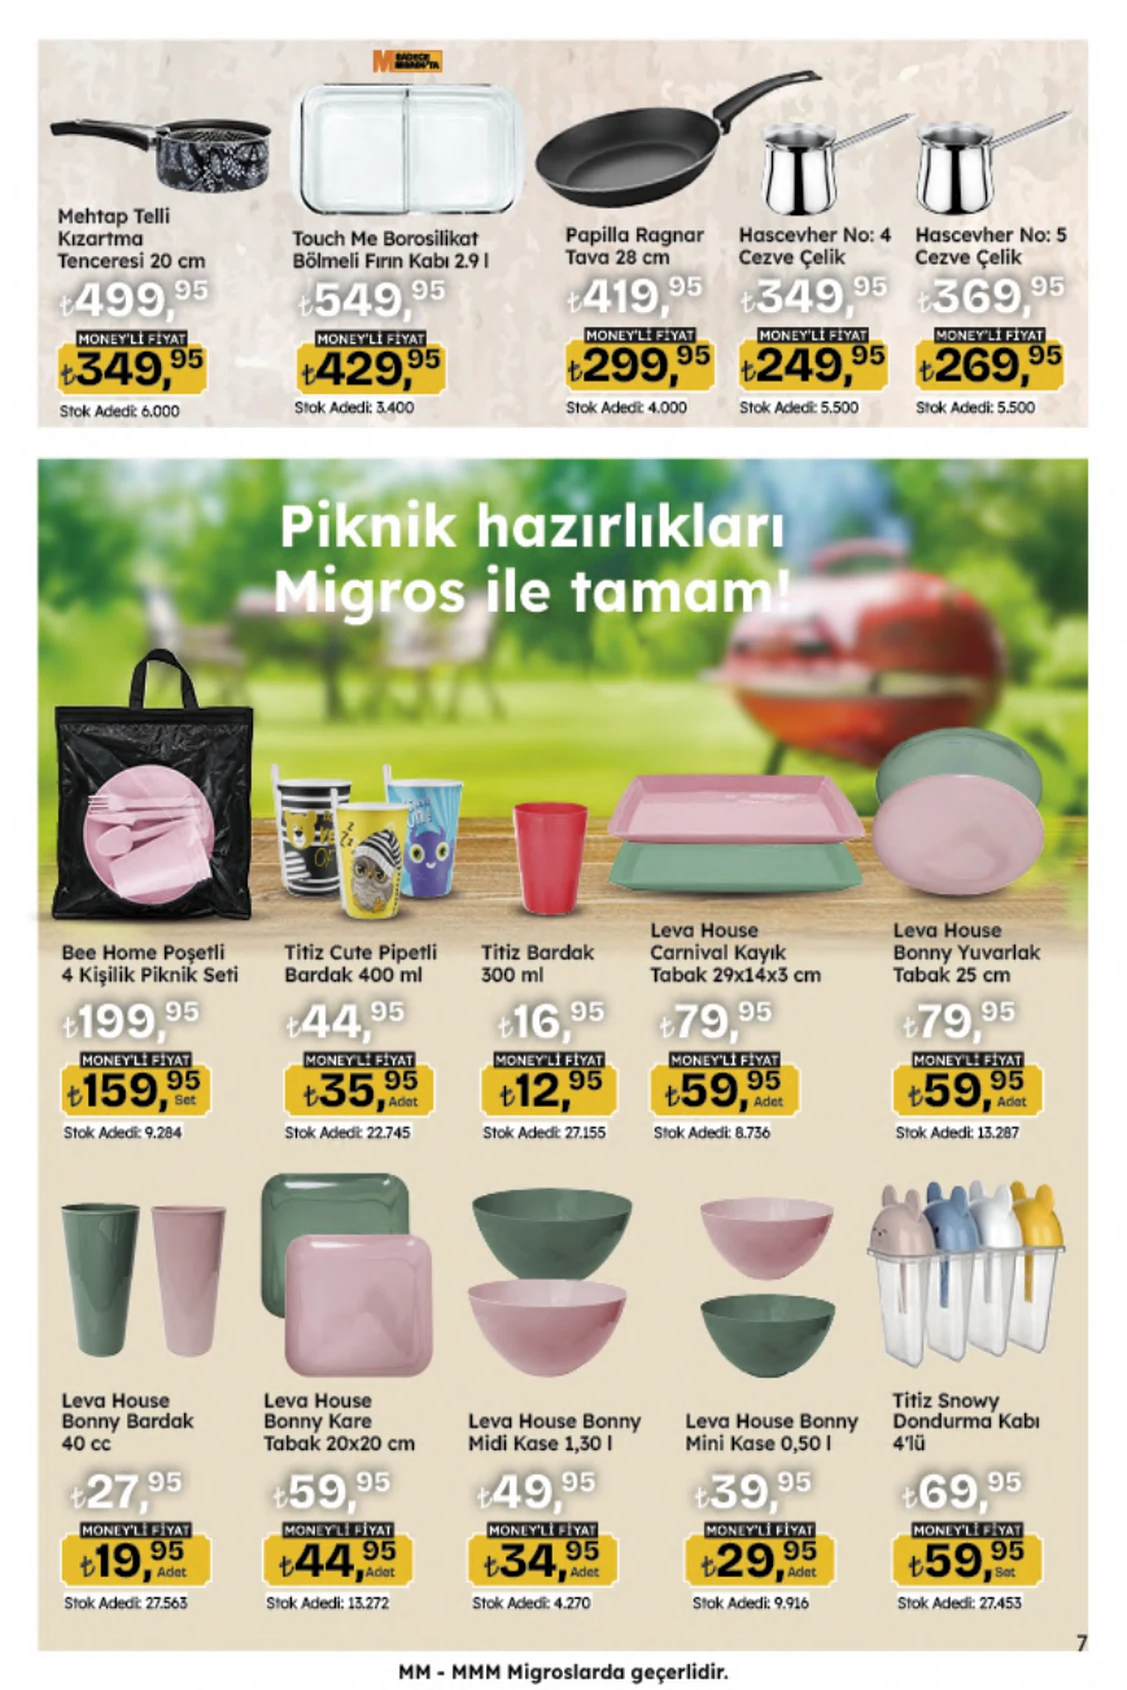 M SADECE
MİGROS'TA
Mehtap Telli
Kızartma
Tenceresi 20 cm
₺499,95
MONEY'Lİ FİYAT
₺349,95
Stok Adedi: 6.000
Touch Me Borosilikat
Bölmeli Fırın Kabı 2.9 l
₺549,95
MONEY'Lİ FİYAT
₺429,95
Stok Adedi: 3.400
Papilla Ragnar
Tava 28 cm
₺419,95
MONEY'Lİ FİYAT
₺299,95
Stok Adedi: 4.000
Hascevher No: 4
Cezve Çelik
₺349,95
MONEY'Lİ FİYAT
₺249,95
Stok Adedi: 5.500
Hascevher No: 5
Cezve Çelik
₺369,95
MONEY'Lİ FİYAT
₺269,95
Stok Adedi: 5.500
Piknik hazırlıkları
Migros ile tamam!
Bee Home Poşetli
4 Kişilik Piknik Seti
₺199,95
MONEY'Lİ FİYAT
₺159,95 Set
Stok Adedi: 9.284
Titiz Cute Pipetli
Bardak 400 ml
₺44,95
MONEY'Lİ FİYAT
₺35,95 Adet
Stok Adedi: 22.745
Titiz Bardak
300 ml
₺16,95
MONEY'Lİ FİYAT
₺12,95
Stok Adedi: 27.155
Leva House
Carnival Kayık
Tabak 29x14x3 cm
₺79,95
MONEY'Lİ FİYAT
₺59,95 Adet
Stok Adedi: 8.736
Leva House
Bonny Yuvarlak
Tabak 25 cm
₺79,95
MONEY'Lİ FİYAT
₺59,95 Adet
Stok Adedi: 13.287
Leva House
Bonny Bardak
40 cc
₺27,95
MONEY'Lİ FİYAT
₺19,95 Adet
Stok Adedi: 27.563
Leva House
Bonny Kare
Tabak 20x20 cm
₺59,95
MONEY'Lİ FİYAT
₺44,95 Adet
Stok Adedi: 13.272
Leva House Bonny
Midi Kase 1,30 l
₺49,95
MONEY'Lİ FİYAT
₺34,95 Adet
Stok Adedi: 4.270
Leva House Bonny
Mini Kase 0,50 l
₺39,95
MONEY'Lİ FİYAT
₺29,95 Adet
Stok Adedi: 9.916
Titiz Snowy
Dondurma Kabı
4'lü
₺69,95
MONEY'Lİ FİYAT
₺59,95 Set
Stok Adedi: 27.453
7
MM - MMM Migroslarda geçerlidir.